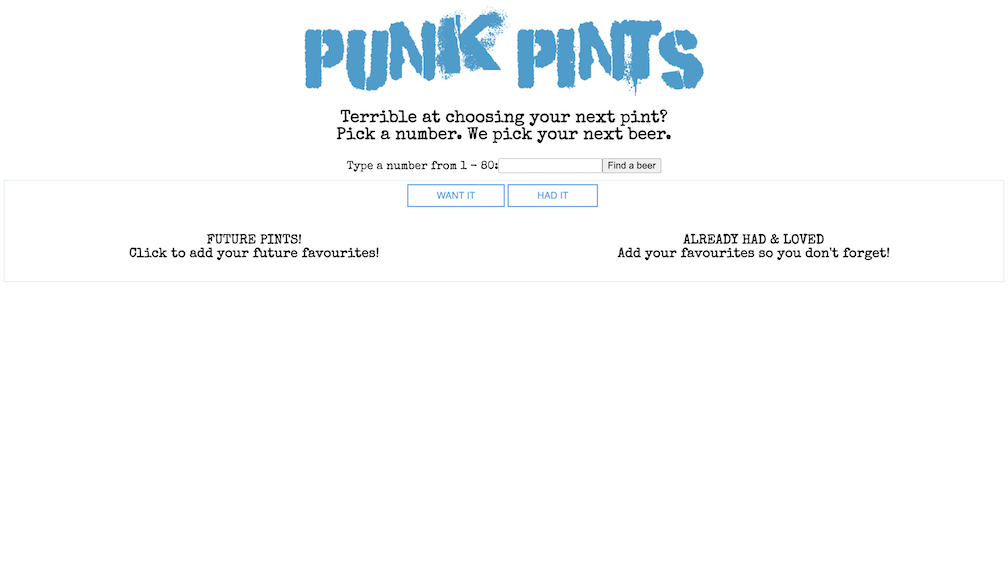 PUNK PINTS
Terrible at choosing your next pint?
Pick a number. We pick your next beer.
Type a number from 1 - 80: Find a beer
WANT IT HAD IT
FUTURE PINTS! ALREADY HAD & LOVED
Click to add your future favourites! Add your favourites so you don't forget!